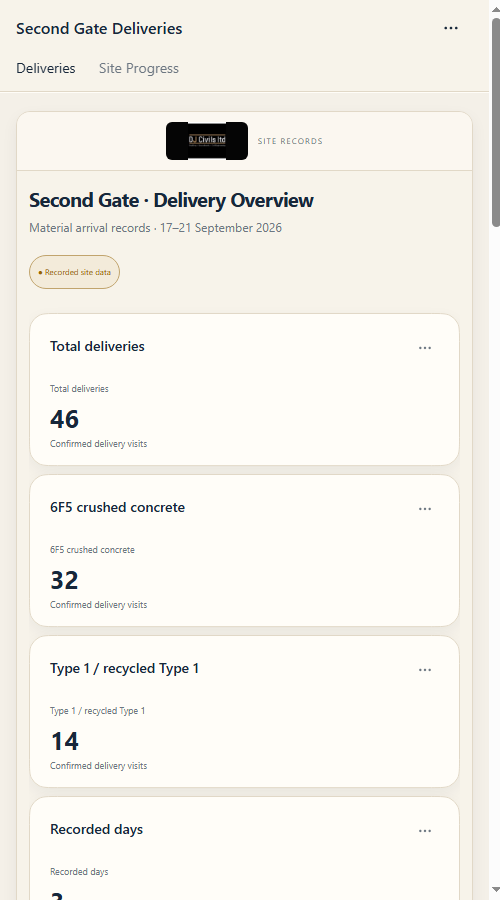 Second Gate Deliveries
Deliveries Site Progress
DJ Civils ltd
SITE RECORDS
Second Gate · Delivery Overview
Material arrival records · 17–21 September 2026
● Recorded site data
Total deliveries
Total deliveries
46
Confirmed delivery visits
6F5 crushed concrete
6F5 crushed concrete
32
Confirmed delivery visits
Type 1 / recycled Type 1
Type 1 / recycled Type 1
14
Confirmed delivery visits
Recorded days
Recorded days